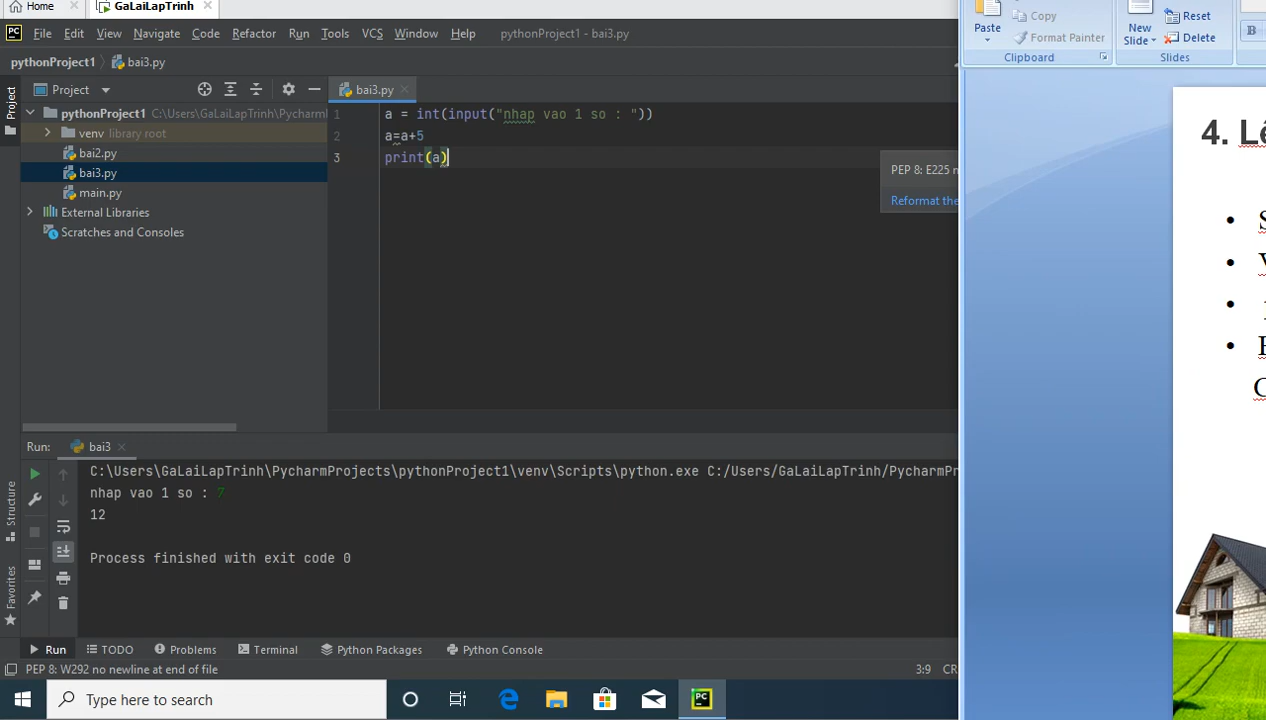 Home
GaLaiLapTrinh
File Edit View Navigate Code Refactor Run Tools VCS Window Help pythonProject1 - bai3.py
pythonProject1 bai3.py
Project
bai3.py
Project
pythonProject1 C:\Users\GaLaiLapTrinh\Pycharm
venv library root
bai2.py
bai3.py
main.py
External Libraries
Scratches and Consoles
1 a = int(input("nhap vao 1 so : "))
2 a=a+5
3 print(a)
PEP 8: E225
Reformat the
Run: bai3
C:\Users\GaLaiLapTrinh\PycharmProjects\pythonProject1\venv\Scripts\python.exe C:/Users/GaLaiLapTrinh/PycharmPro
nhap vao 1 so : 7
12
Process finished with exit code 0
Structure
Favorites
Run TODO Problems Terminal Python Packages Python Console
PEP 8: W292 no newline at end of file
3:9
Type here to search
Paste
Copy
Format Painter
Clipboard
New Slide
Reset
Delete
Slides
B
4.